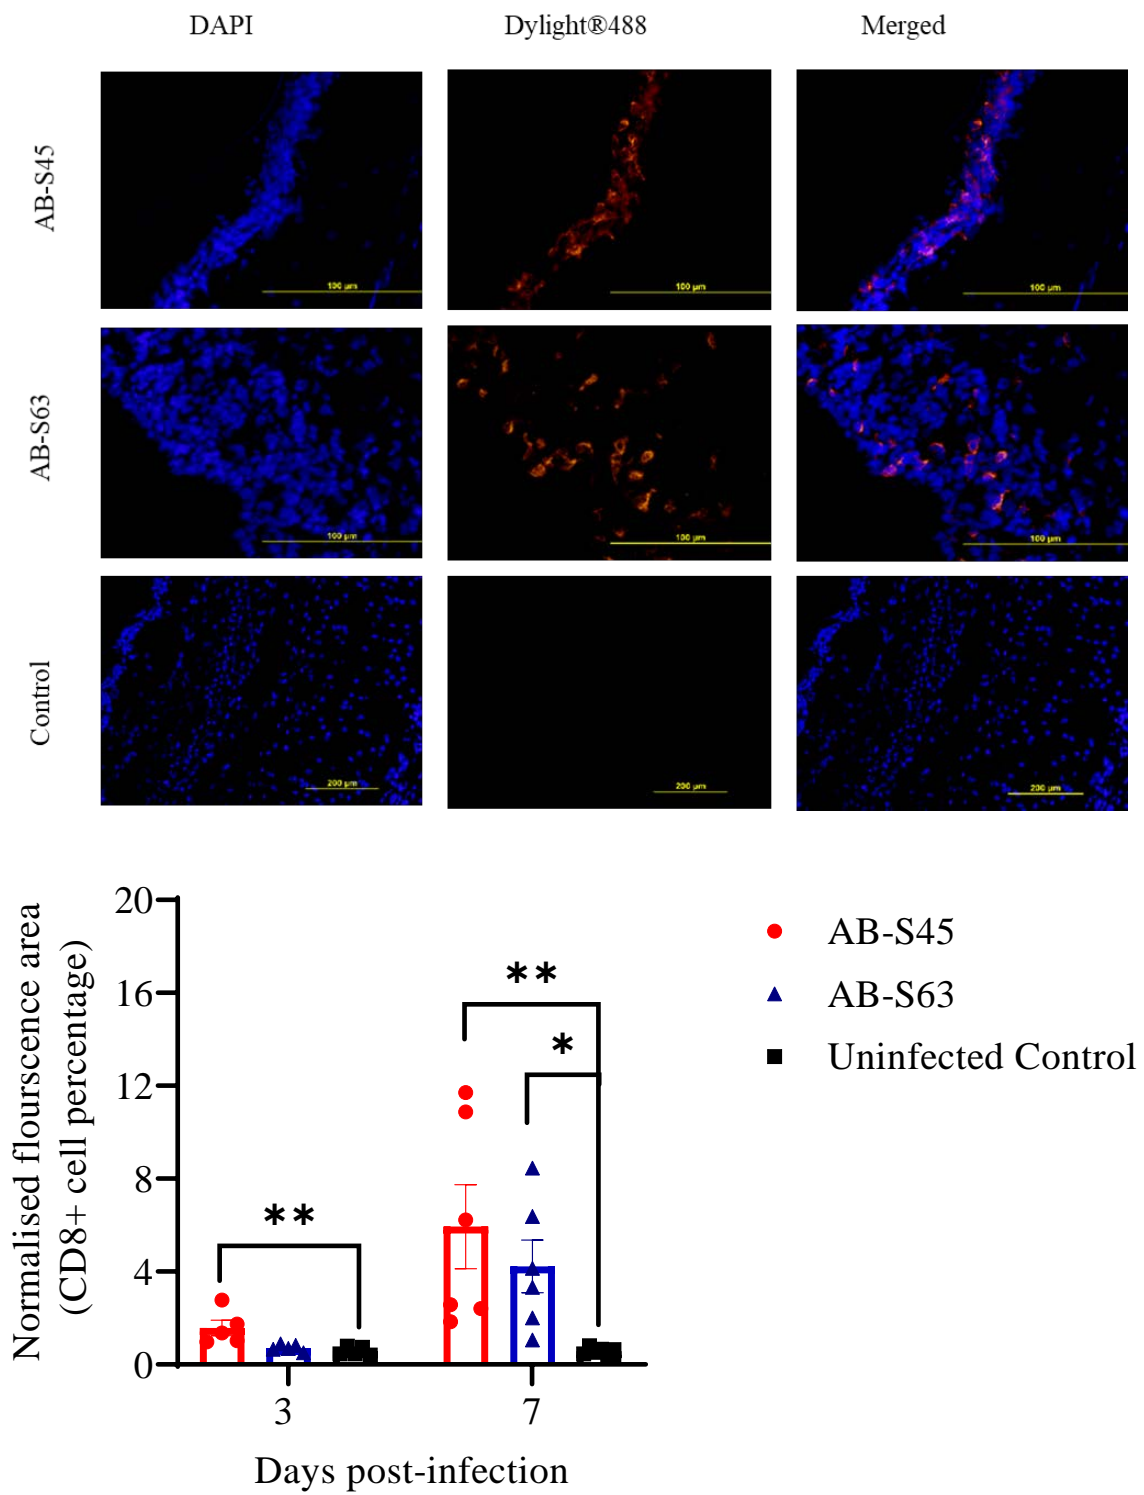 DAPI Dylight®488 Merged
AB-S45
100 µm 100 µm 100 µm
AB-S63
100 µm 100 µm 100 µm
Control
200 µm 200 µm 200 µm
Normalised flourscence area
(CD8+ cell percentage)
20
16
12
8
4
0
**
**
*
3 7
Days post-infection
AB-S45
AB-S63
Uninfected Control